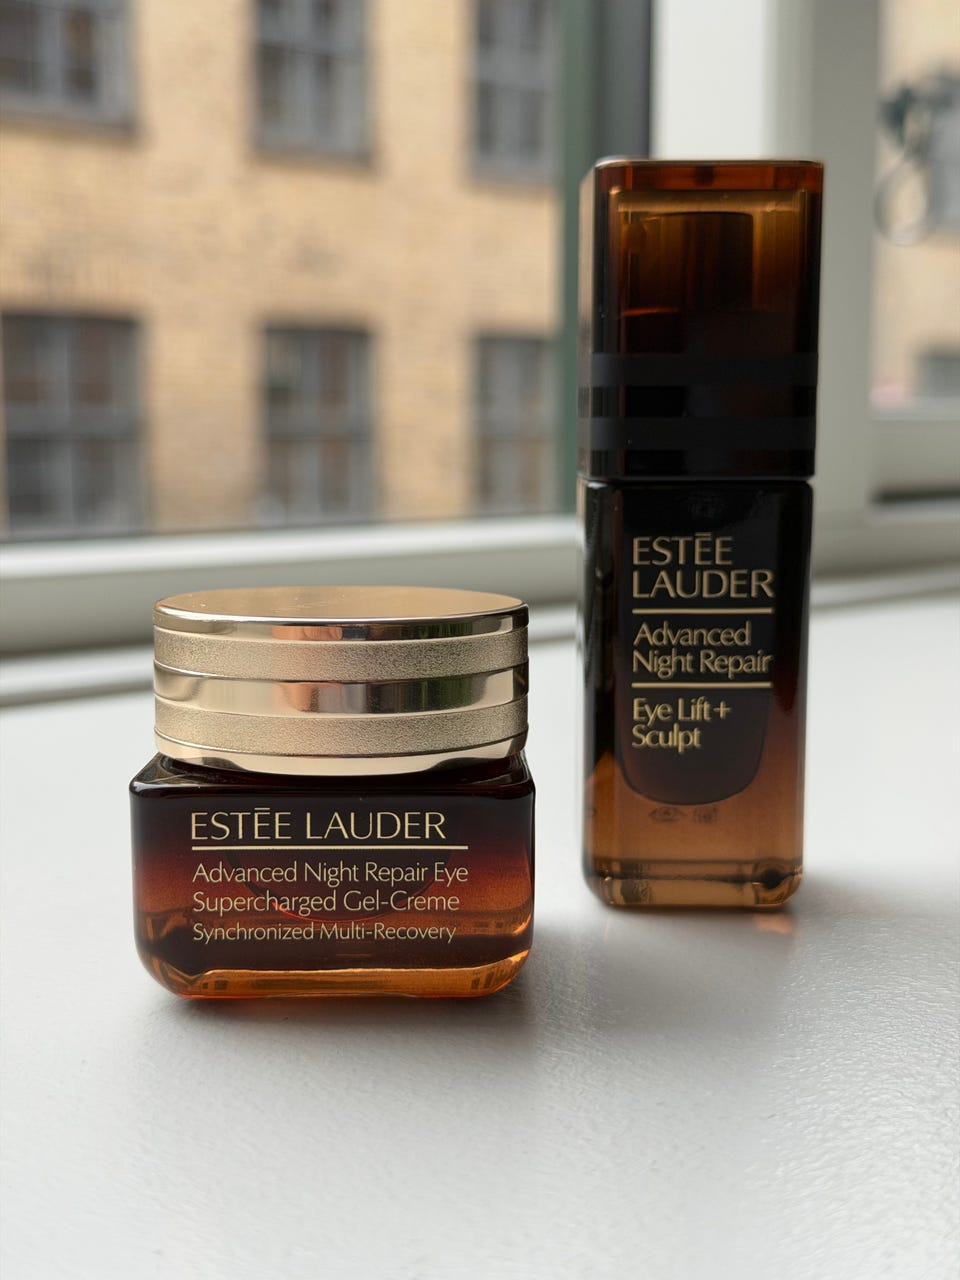 ESTĒE LAUDER
Advanced Night Repair Eye
Supercharged Gel-Creme
Synchronized Multi-Recovery
ESTĒE
LAUDER
Advanced
Night Repair
Eye Lift+
Sculpt